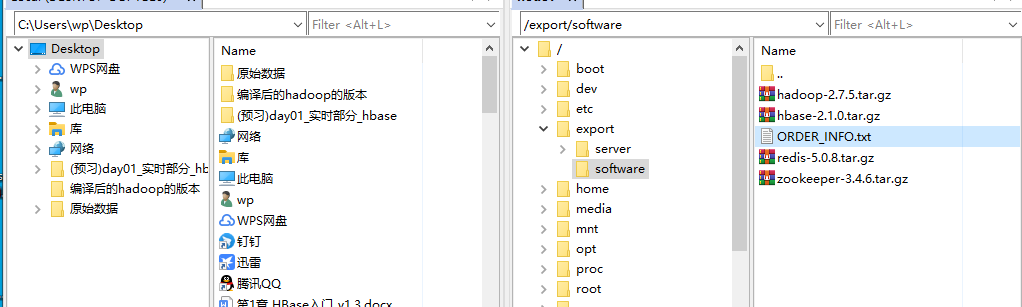 C:\Users\wp\Desktop
Filter <Alt+L>
Desktop
WPS网盘
wp
此电脑
库
网络
(预习)day01_实时部分_hb
编译后的hadoop的版本
原始数据
Name
原始数据
编译后的hadoop的版本
(预习)day01_实时部分_hbase
网络
库
此电脑
wp
WPS网盘
钉钉
迅雷
腾讯QQ
第1章 HBase入门_v1.3.docx
/export/software
Filter <Alt+L>
/
boot
dev
etc
export
server
software
home
media
mnt
opt
proc
root
Name
..
hadoop-2.7.5.tar.gz
hbase-2.1.0.tar.gz
ORDER_INFO.txt
redis-5.0.8.tar.gz
zookeeper-3.4.6.tar.gz